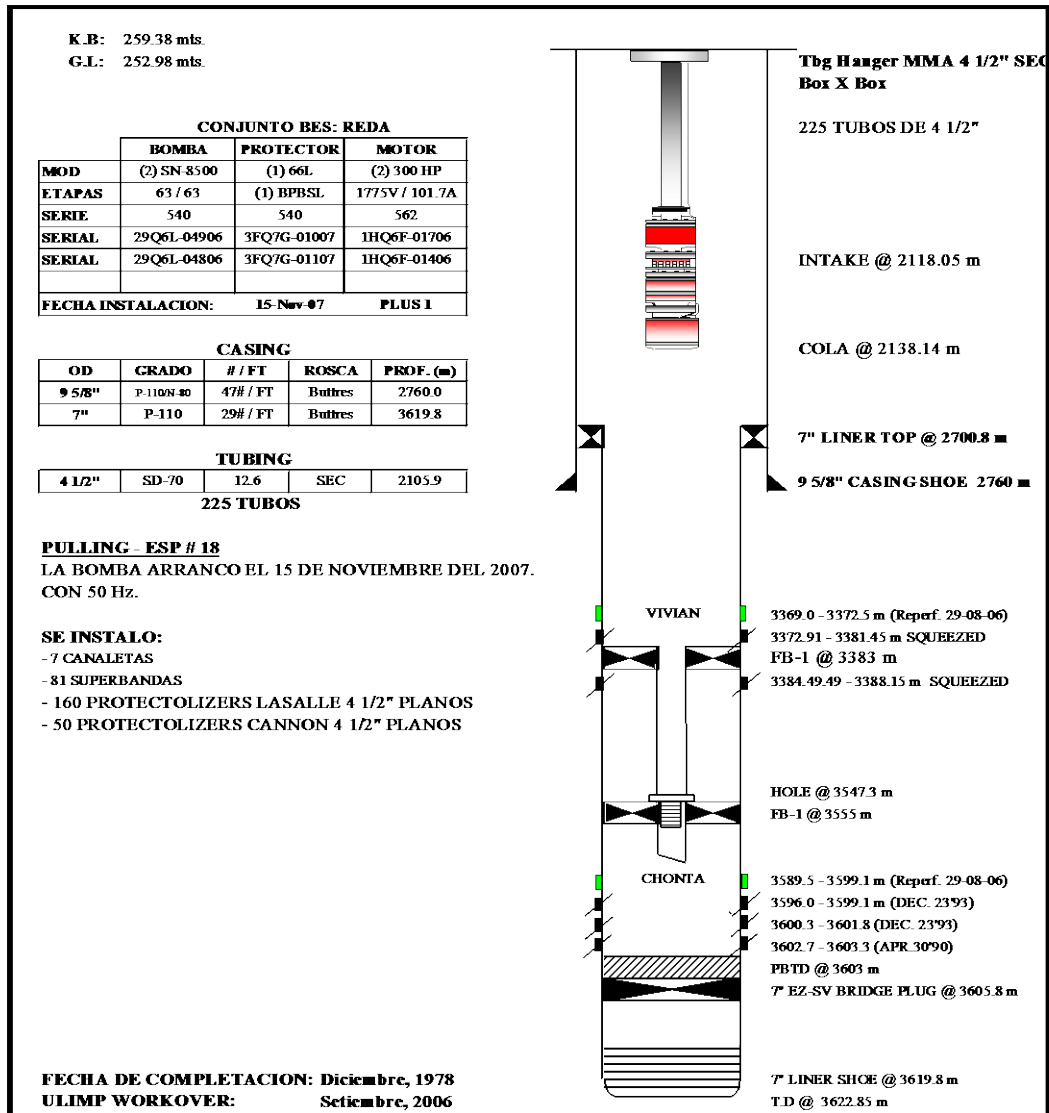 K.B: 259.38 mts.
G.L: 252.98 mts.
CONJUNTO BES: REDA
BOMBA PROTECTOR MOTOR
MOD (2) SN-8500 (1) 66L (2) 300 HP
ETAPAS 63 / 63 (1) BPBSL 1775V / 101.7A
SERIE 540 540 562
SERIAL 29Q6L-04906 3FQ7G-01007 1HQ6F-01706
SERIAL 29Q6L-04806 3FQ7G-01107 1HQ6F-01406
FECHA INSTALACION: 15-Nov-07 PLUS 1
CASING
OD GRADO # / FT ROSCA PROF. (m)
9 5/8" P-110/N-80 47# / FT Buttres 2760.0
7" P-110 29# / FT Buttres 3619.8
TUBING
4 1/2" SD-70 12.6 SEC 2105.9
225 TUBOS
PULLING - ESP # 18
LA BOMBA ARRANCO EL 15 DE NOVIEMBRE DEL 2007.
CON 50 Hz.
SE INSTALO:
- 7 CANALETAS
- 81 SUPERBANDAS
- 160 PROTECTOLIZERS LASALLE 4 1/2" PLANOS
- 50 PROTECTOLIZERS CANNON 4 1/2" PLANOS
FECHA DE COMPLETACION: Diciembre, 1978
ULIMP WORKOVER: Setiembre, 2006
Tbg Hanger MMA 4 1/2" SEC
Box X Box
225 TUBOS DE 4 1/2"
INTAKE @ 2118.05 m
COLA @ 2138.14 m
7" LINER TOP @ 2700.8 m
9 5/8" CASING SHOE 2760 m
VIVIAN
3369.0 - 3372.5 m (Reperf. 29-08-06)
3372.91 - 3381.45 m SQUEEZED
FB-1 @ 3383 m
3384.49.49 - 3388.15 m SQUEEZED
HOLE @ 3547.3 m
FB-1 @ 3555 m
CHONTA
3589.5 - 3599.1 m (Reperf. 29-08-06)
3596.0 - 3599.1 m (DEC. 23'93)
3600.3 - 3601.8 (DEC. 23'93)
3602.7 - 3603.3 (APR.30'90)
PBTD @ 3603 m
7" EZ-SV BRIDGE PLUG @ 3605.8 m
7" LINER SHOE @ 3619.8 m
T.D @ 3622.85 m